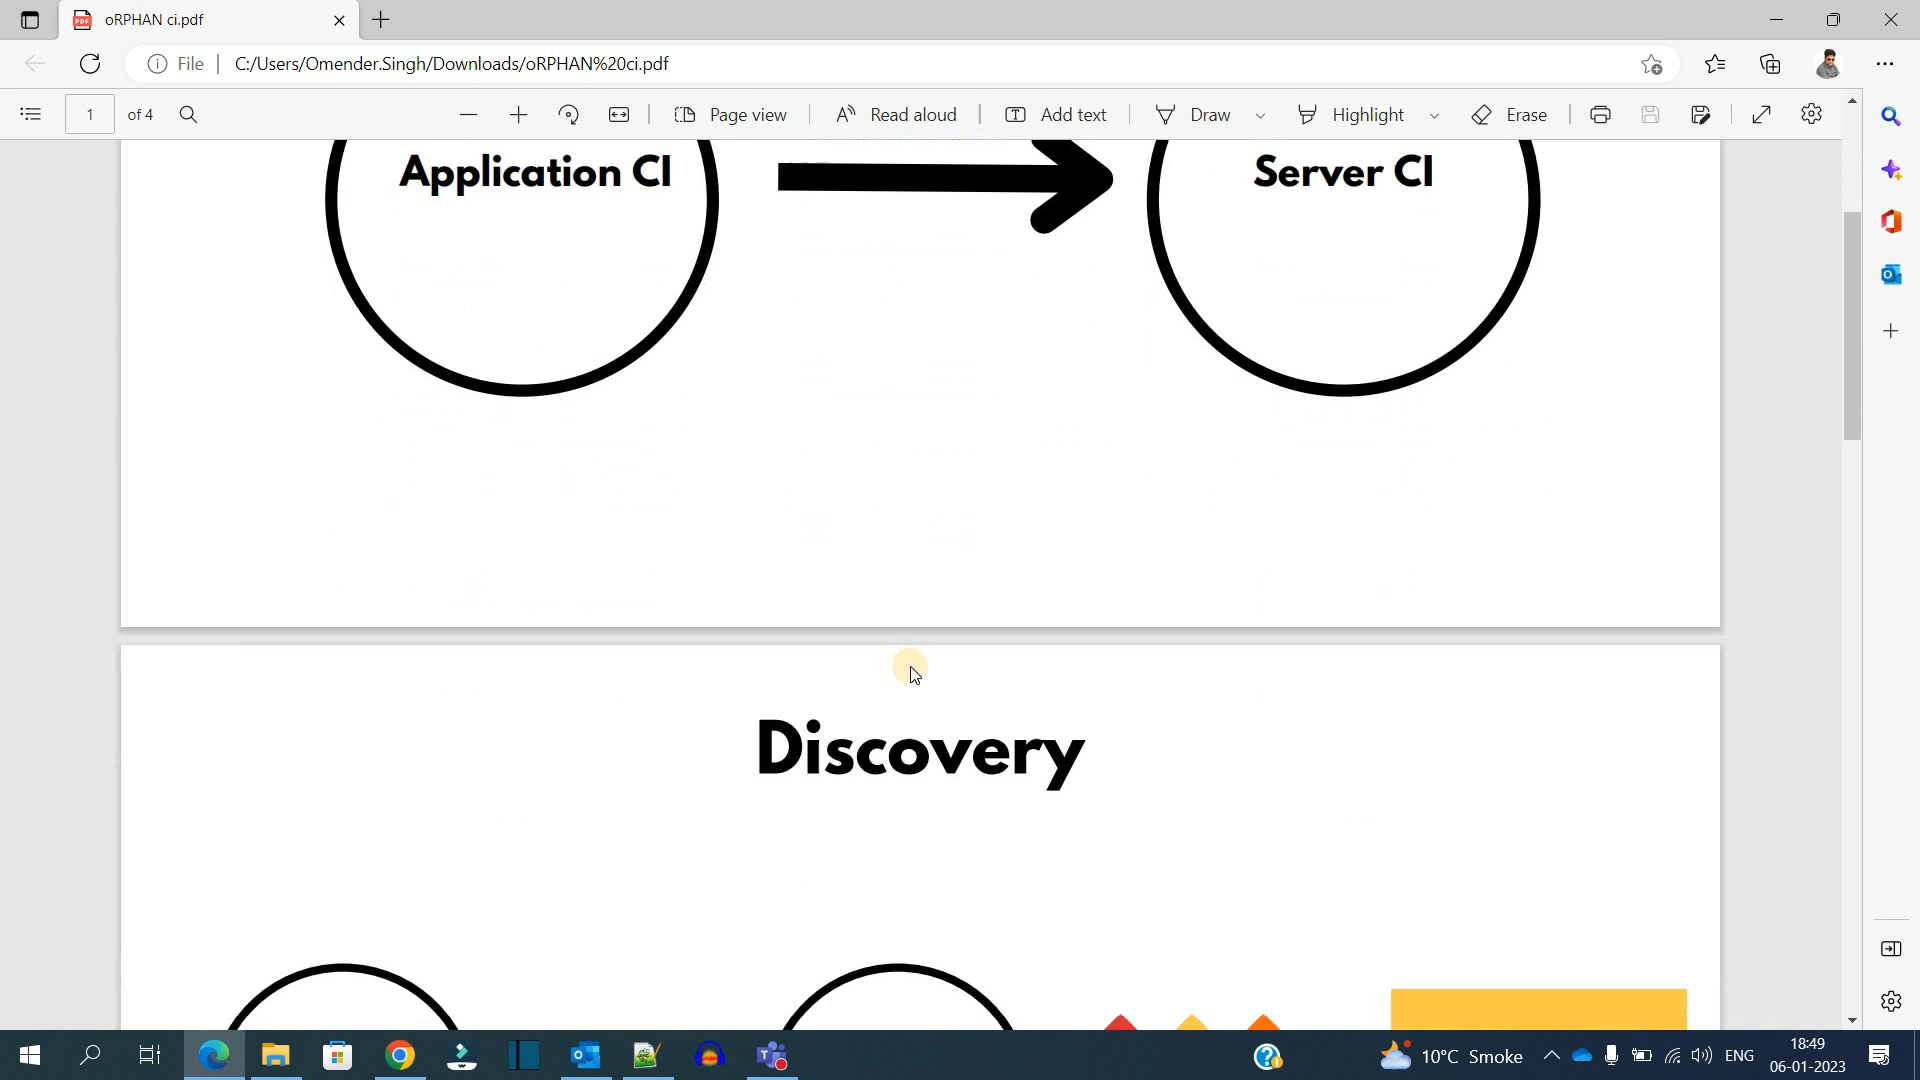 oRPHAN ci.pdf
File
C:/Users/Omender.Singh/Downloads/oRPHAN%20ci.pdf
1 of 4
Page view
Read aloud
Add text
Draw
Highlight
Erase
Application CI
Server CI
Discovery
10°C Smoke
ENG
18:49
06-01-2023